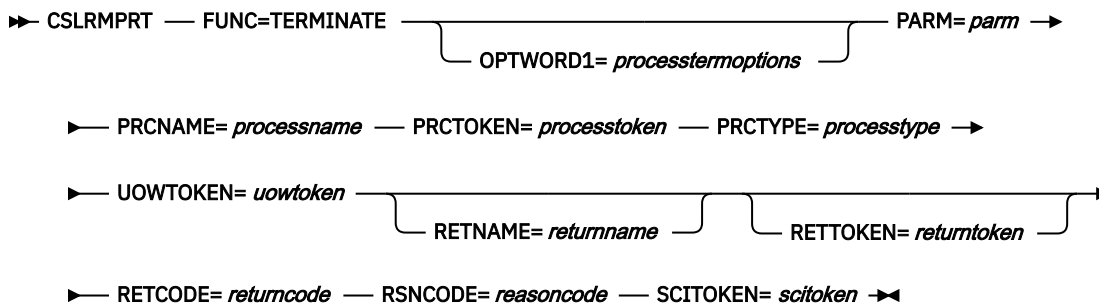 CSLRMPRT FUNC=TERMINATE PARM= parm
OPTWORD1= processtermoptions
PRCNAME= processname PRCTOKEN= processtoken PRCTYPE= processtype
UOWTOKEN= uowtoken
RETNAME= returnname RETTOKEN= returntoken
RETCODE= returncode RSNCODE= reasoncode SCITOKEN= scitoken